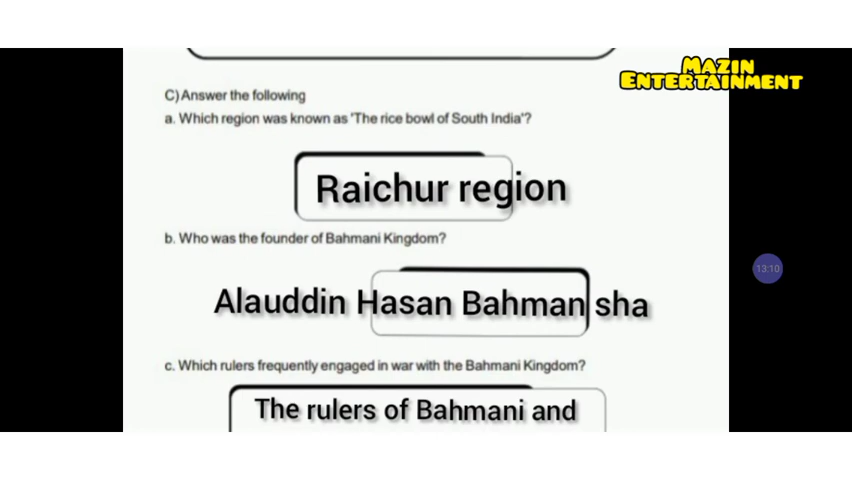 MAZIN
ENTERTAINMENT
C) Answer the following
a. Which region was known as 'The rice bowl of South India'?
Raichur region
b. Who was the founder of Bahmani Kingdom?
Alauddin Hasan Bahman sha
13:10
c. Which rulers frequently engaged in war with the Bahmani Kingdom?
The rulers of Bahmani and